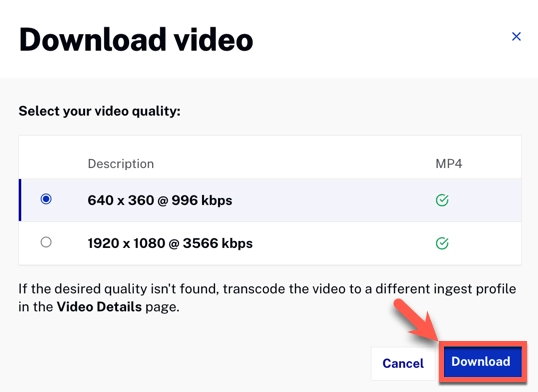 Download video
Select your video quality:
Description MP4
640 x 360 @ 996 kbps
1920 x 1080 @ 3566 kbps
If the desired quality isn't found, transcode the video to a different ingest profile
in the Video Details page.
Cancel Download